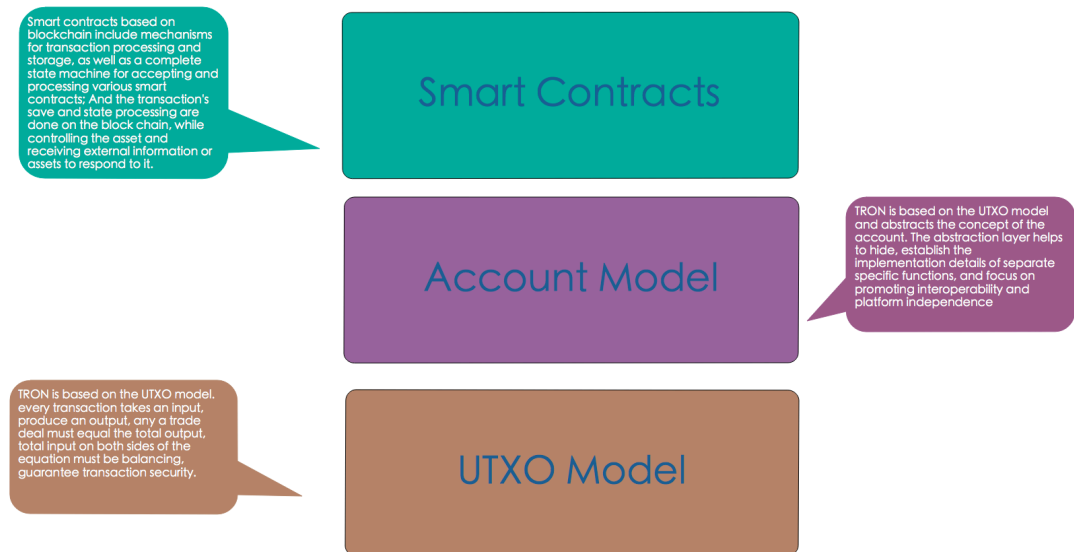 Smart contracts based on
blockchain include mechanisms
for transaction processing and
storage, as well as a complete
state machine for accepting and
processing various smart
contracts; And the transaction's
save and state processing are
done on the block chain, while
controlling the asset and
receiving external information or
assets to respond to it.
Smart Contracts
TRON is based on the UTXO model
and abstracts the concept of the
account. The abstraction layer helps
to hide, establish the
implementation details of separate
specific functions, and focus on
promoting interoperability and
platform independence
Account Model
TRON is based on the UTXO model.
every transaction takes an input,
produce an output, any a trade
deal must equal the total output,
total input on both sides of the
equation must be balancing,
guarantee transaction security.
UTXO Model